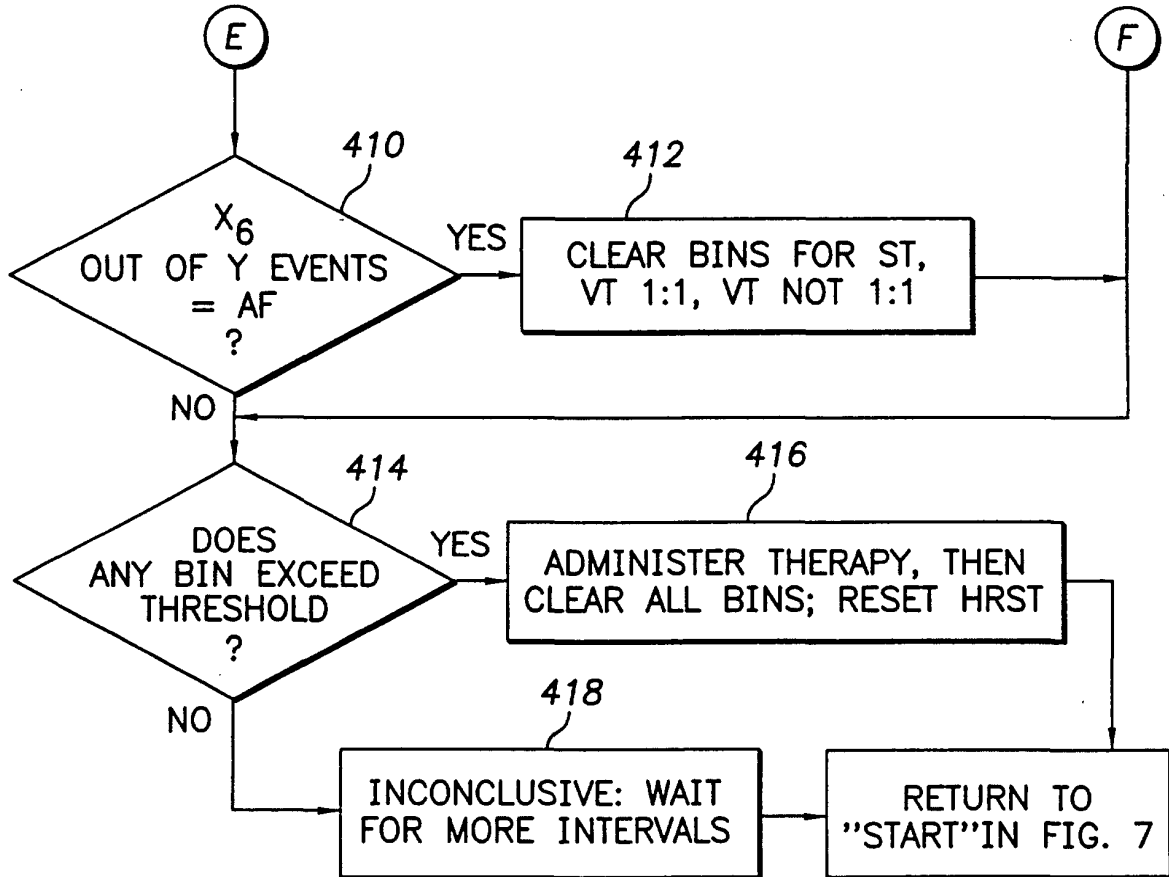 E
F
410
X6
OUT OF Y EVENTS
= AF
?
YES
412
CLEAR BINS FOR ST,
VT 1:1, VT NOT 1:1
NO
414
DOES
ANY BIN EXCEED
THRESHOLD
?
YES
416
ADMINISTER THERAPY, THEN
CLEAR ALL BINS; RESET HRST
NO
418
INCONCLUSIVE: WAIT
FOR MORE INTERVALS
RETURN TO
"START"IN FIG. 7